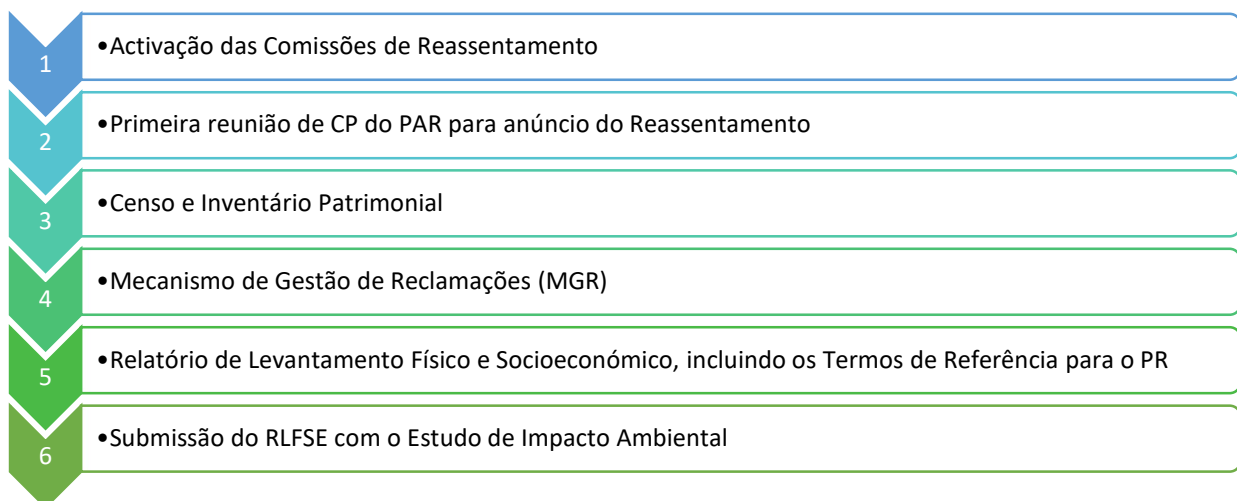 1
•Activação das Comissões de Reassentamento
2
•Primeira reunião de CP do PAR para anúncio do Reassentamento
3
•Censo e Inventário Patrimonial
4
•Mecanismo de Gestão de Reclamações (MGR)
5
•Relatório de Levantamento Físico e Socioeconómico, incluindo os Termos de Referência para o PR
6
•Submissão do RLFSE com o Estudo de Impacto Ambiental